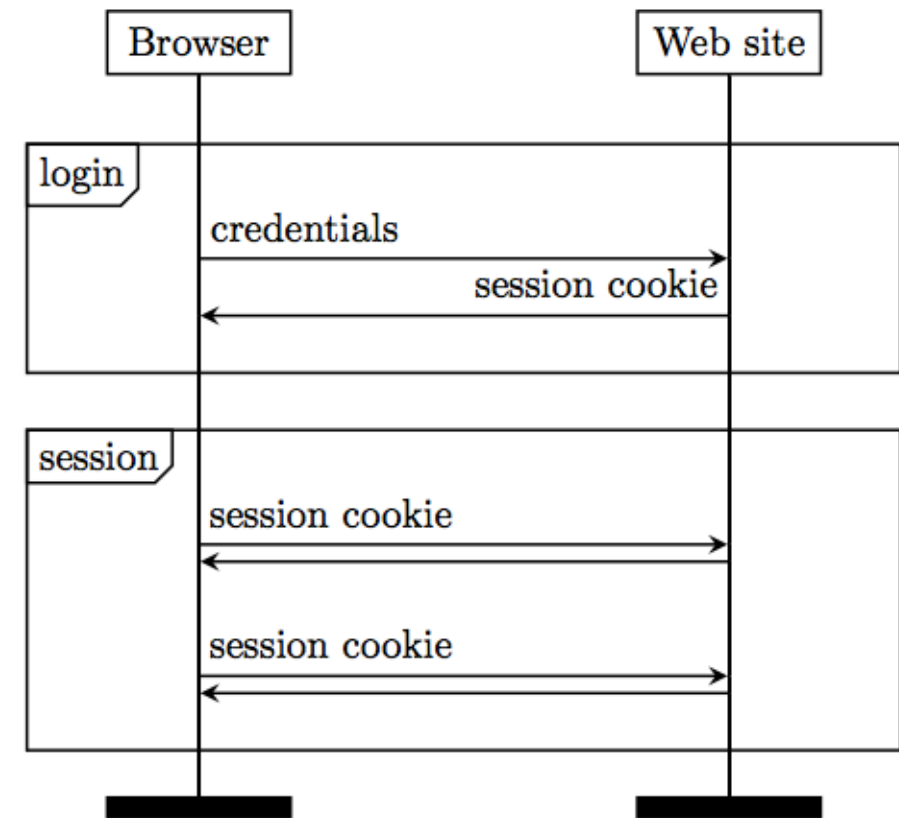 Browser
Web site
login
credentials
session cookie
session
session cookie
session cookie